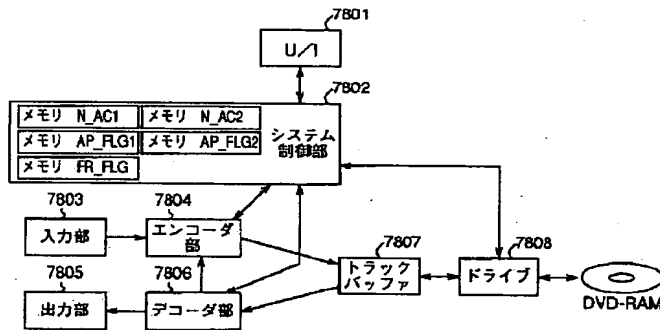 7801
U/I
7802
メモリ N_AC1
メモリ N_AC2
メモリ AP_FLG1
メモリ AP_FLG2
メモリ FR_FLG
システム
制御部
7803
入力部
7804
エンコーダ
部
7805
出力部
7806
デコーダ部
7807
トラック
バッファ
7808
ドライブ
DVD-RAM